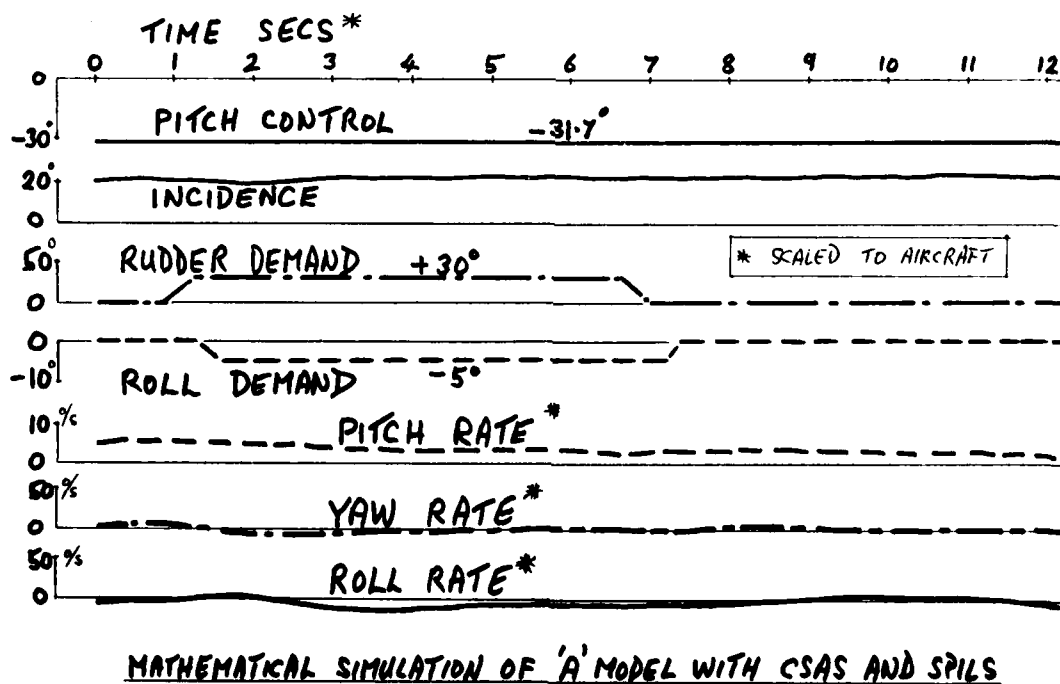 TIME SECS*
0 1 2 3 4 5 6 7 8 9 10 11 12
0
PITCH CONTROL -31.7°
-30°
20°
INCIDENCE
0
50°
RUDDER DEMAND +30°
* SCALED TO AIRCRAFT
0
0
-10°
ROLL DEMAND -5°
10 °/s
PITCH RATE*
0
50 °/s
YAW RATE*
0
50 °/s
ROLL RATE*
0
MATHEMATICAL SIMULATION OF 'A' MODEL WITH CSAS AND SPILS